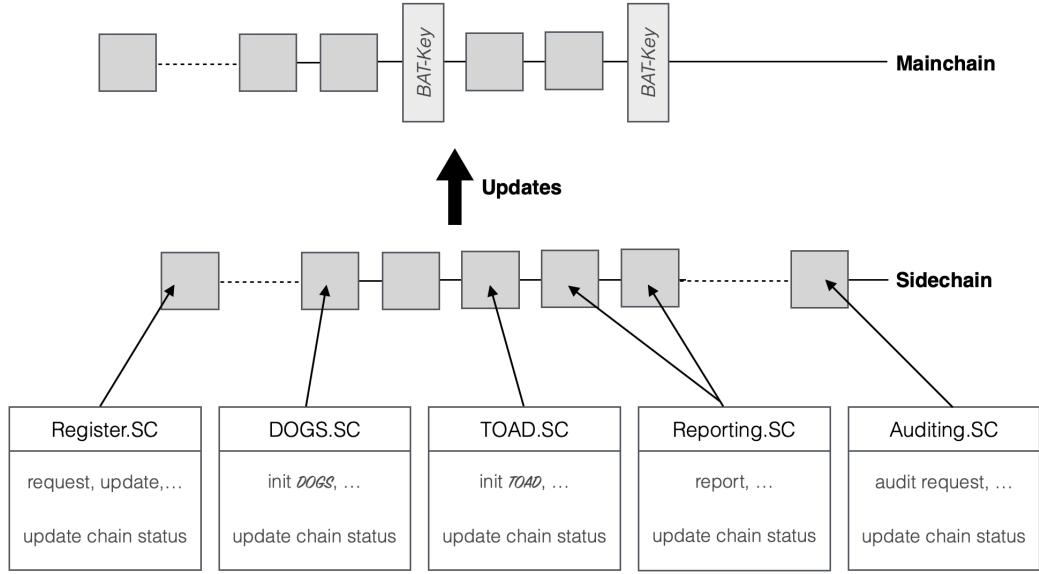 BAT-Key
BAT-Key
Mainchain
Updates
Sidechain
Register.SC
request, update,...
update chain status
DOGS.SC
init DOGS, ...
update chain status
TOAD.SC
init TOAD, ...
update chain status
Reporting.SC
report, ...
update chain status
Auditing.SC
audit request, ...
update chain status